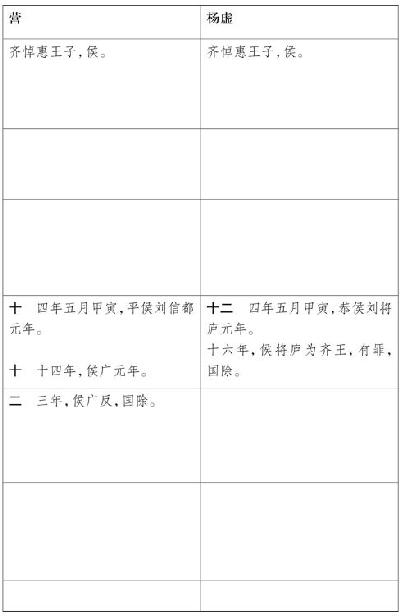 营
杨虚
齐悼惠王子，侯。
齐悼惠王子，侯。
十　四年五月甲寅，平侯刘信都
元年。
十　十四年，侯广元年。
十二　四年五月甲寅，恭侯刘将
庐元年。
十六年，侯将庐为齐王，有罪，
国除。
二　三年，侯广反，国除。